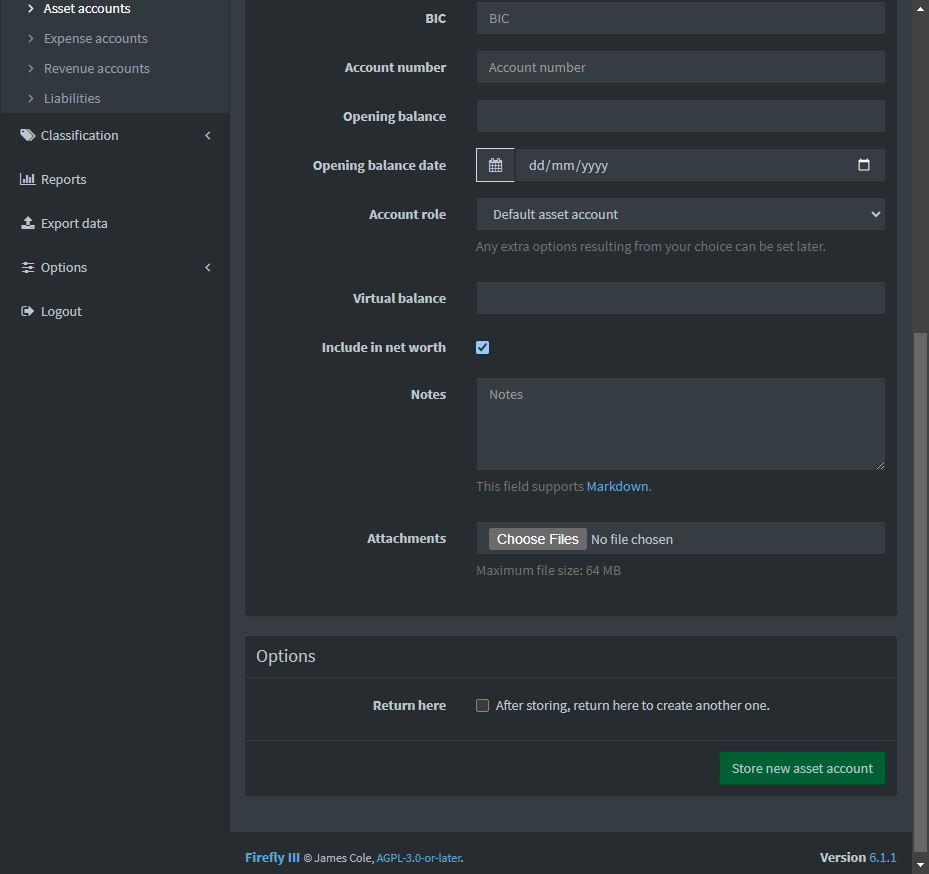 Asset accounts
Expense accounts
Revenue accounts
Liabilities
Classification
Reports
Export data
Options
Logout
BIC BIC
Account number Account number
Opening balance
Opening balance date dd/mm/yyyy
Account role Default asset account
Any extra options resulting from your choice can be set later.
Virtual balance
Include in net worth
Notes Notes
This field supports Markdown.
Attachments Choose Files No file chosen
Maximum file size: 64 MB
Options
Return here After storing, return here to create another one.
Store new asset account
Firefly III © James Cole, AGPL-3.0-or-later. Version 6.1.1